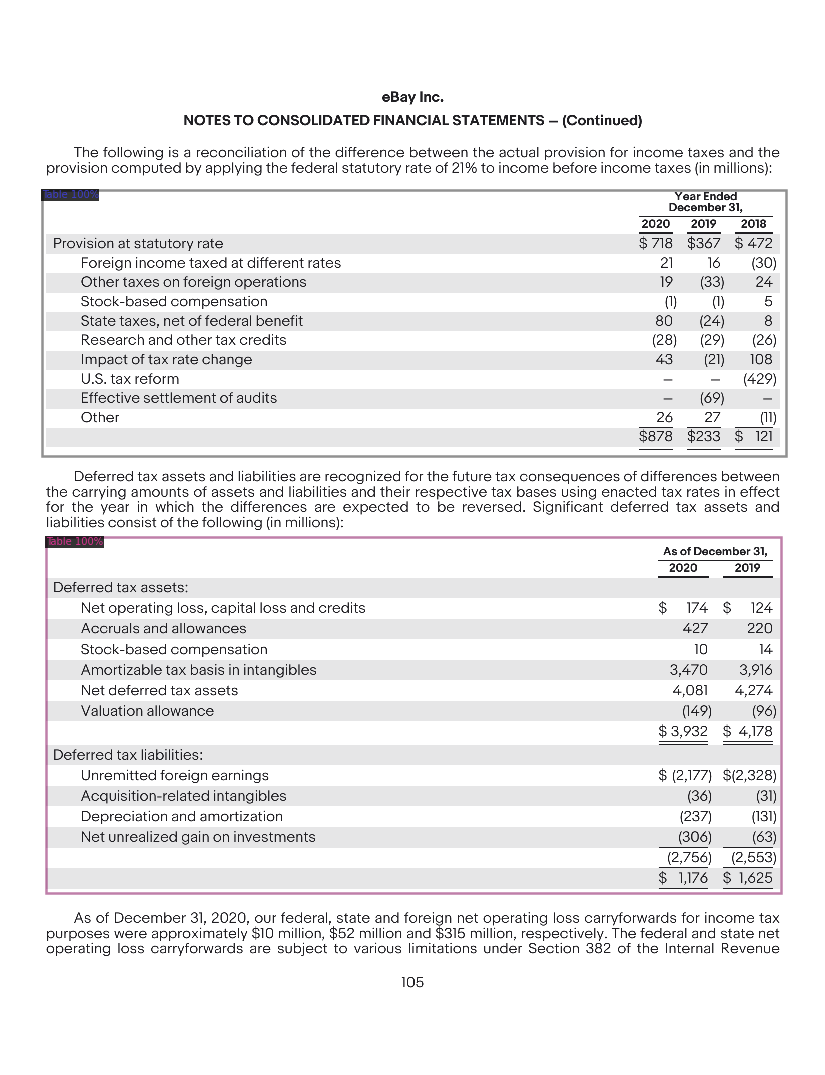 eBay Inc.
NOTES TO CONSOLIDATED FINANCIAL STATEMENTS — (Continued)
The following is a reconciliation of the difference between the actual provision for income taxes and the
provision computed by applying the federal statutory rate of 21% to income before income taxes (in millions):
Table 100%
Year Ended
December 31,
2020 2019 2018
Provision at statutory rate $ 718 $367 $ 472
Foreign income taxed at different rates 21 16 (30)
Other taxes on foreign operations 19 (33) 24
Stock-based compensation (1) (1) 5
State taxes, net of federal benefit 80 (24) 8
Research and other tax credits (28) (29) (26)
Impact of tax rate change 43 (21) 108
U.S. tax reform — — (429)
Effective settlement of audits — (69) —
Other 26 27 (11)
$878 $233 $ 121
Deferred tax assets and liabilities are recognized for the future tax consequences of differences between
the carrying amounts of assets and liabilities and their respective tax bases using enacted tax rates in effect
for the year in which the differences are expected to be reversed. Significant deferred tax assets and
liabilities consist of the following (in millions):
Table 100%
As of December 31,
2020 2019
Deferred tax assets:
Net operating loss, capital loss and credits $ 174 $ 124
Accruals and allowances 427 220
Stock-based compensation 10 14
Amortizable tax basis in intangibles 3,470 3,916
Net deferred tax assets 4,081 4,274
Valuation allowance (149) (96)
$ 3,932 $ 4,178
Deferred tax liabilities:
Unremitted foreign earnings $ (2,177) $(2,328)
Acquisition-related intangibles (36) (31)
Depreciation and amortization (237) (131)
Net unrealized gain on investments (306) (63)
(2,756) (2,553)
$ 1,176 $ 1,625
As of December 31, 2020, our federal, state and foreign net operating loss carryforwards for income tax
purposes were approximately $10 million, $52 million and $315 million, respectively. The federal and state net
operating loss carryforwards are subject to various limitations under Section 382 of the Internal Revenue
105